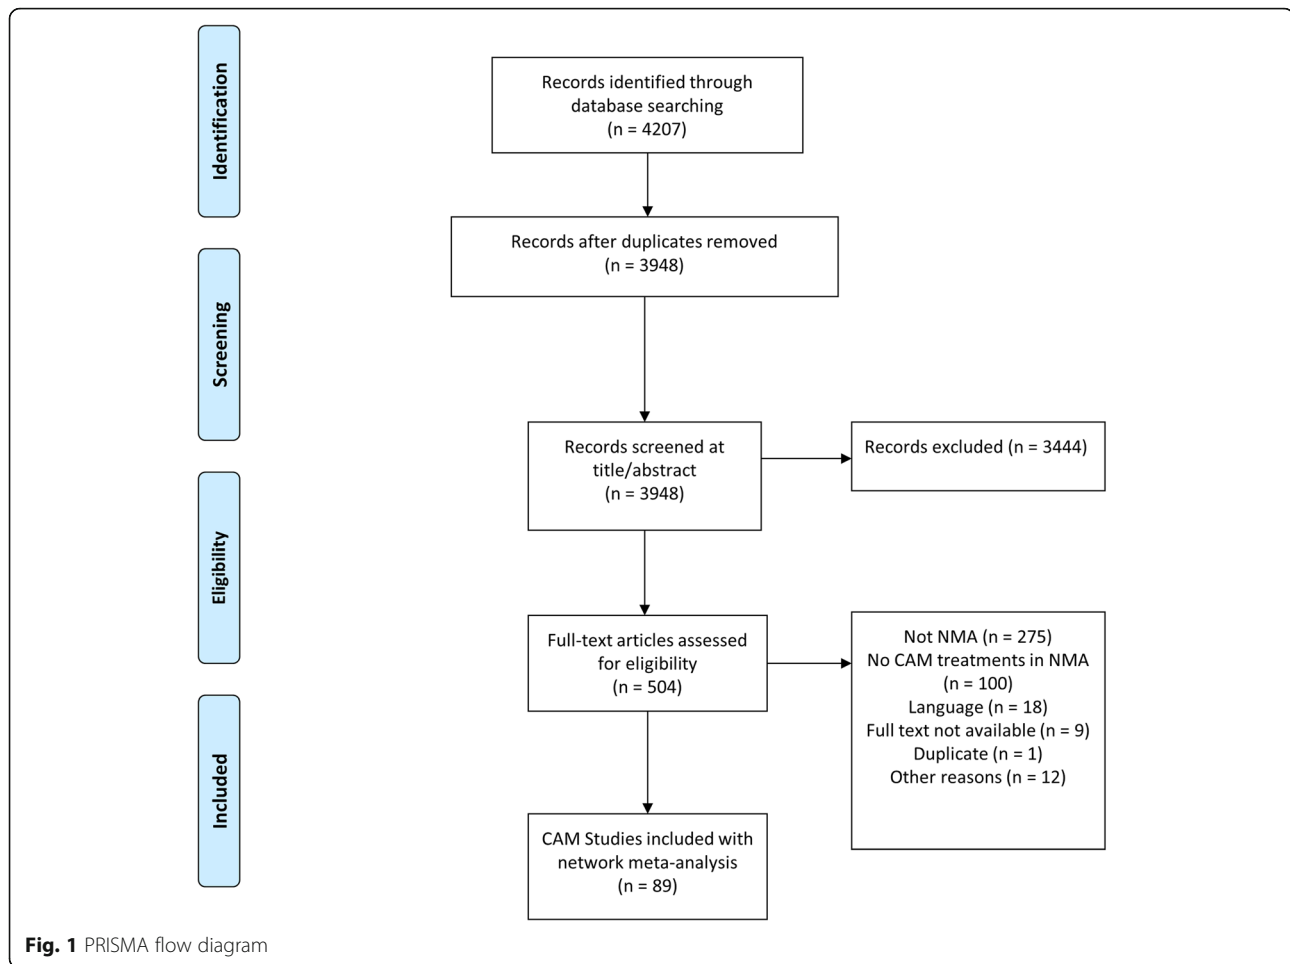 Identification
Records identified through
database searching
(n = 4207)
Records after duplicates removed
(n = 3948)
Screening
Records screened at
title/abstract
(n = 3948)
Records excluded (n = 3444)
Eligibility
Full-text articles assessed
for eligibility
(n = 504)
Not NMA (n = 275)
No CAM treatments in NMA
(n = 100)
Language (n = 18)
Full text not available (n = 9)
Duplicate (n = 1)
Other reasons (n = 12)
Included
CAM Studies included with
network meta-analysis
(n = 89)
Fig. 1 PRISMA flow diagram